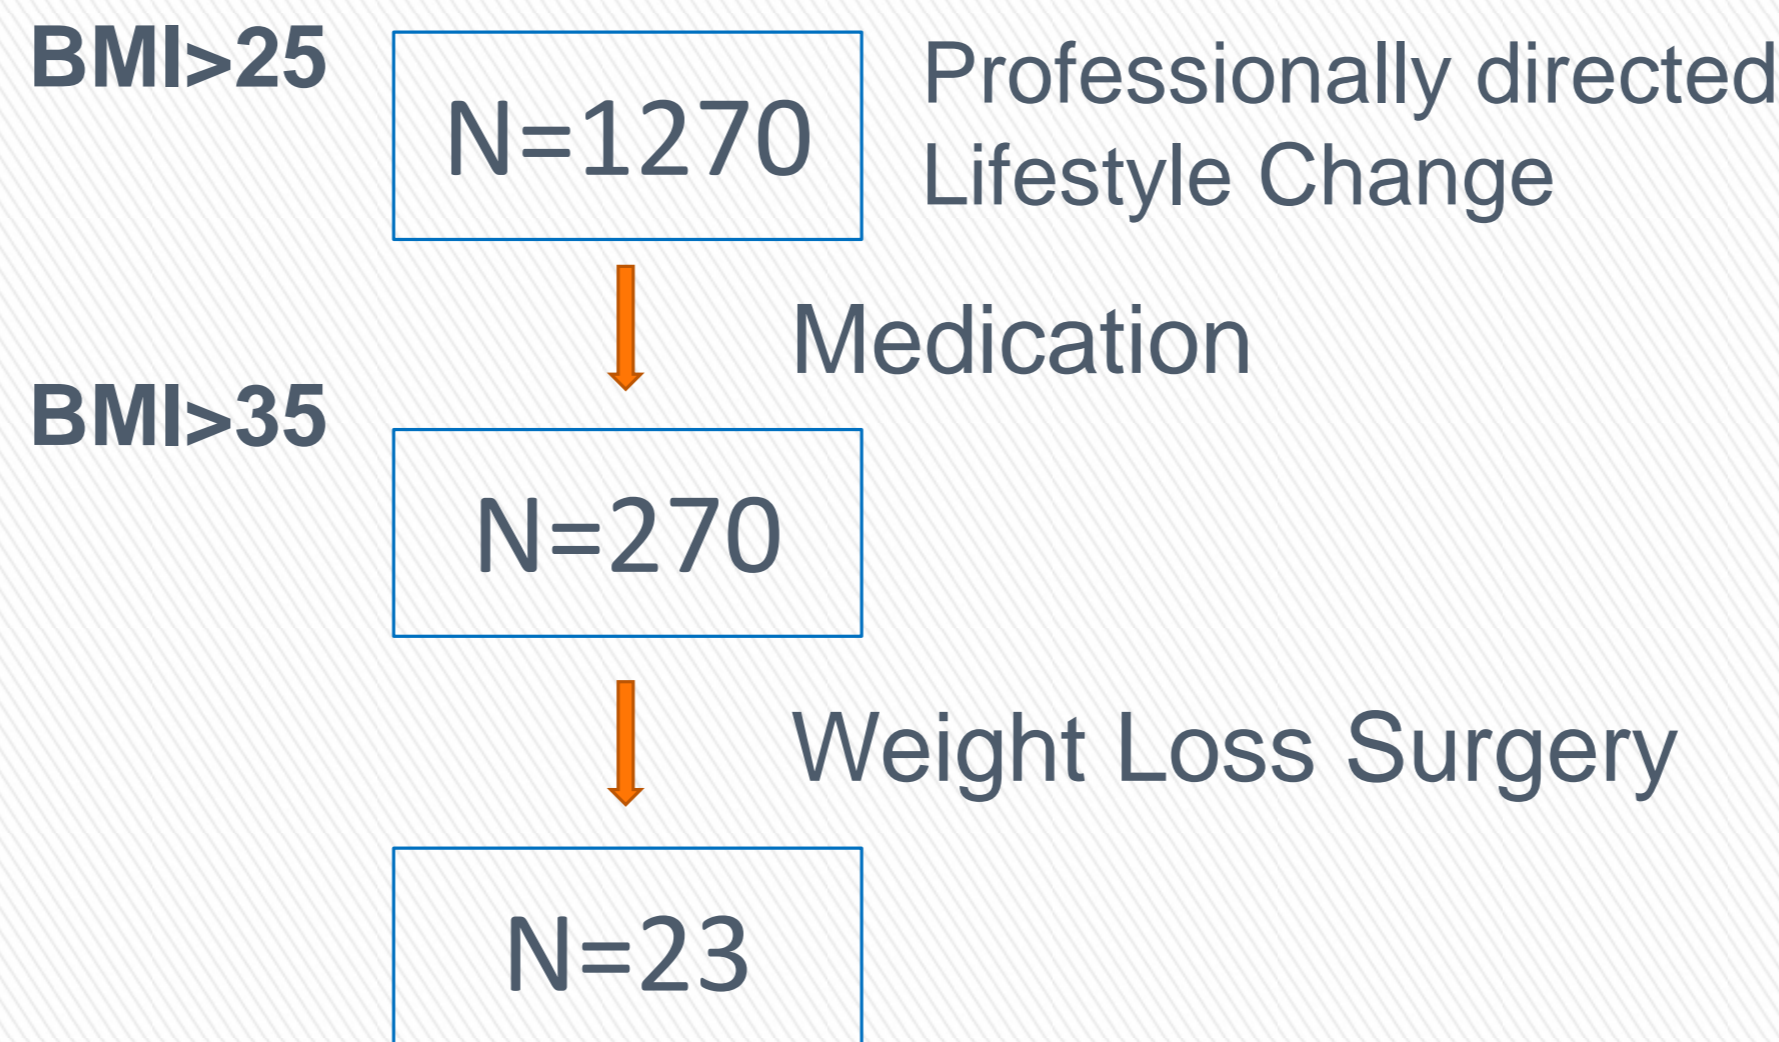 BMI>25
N=1270
Professionally directed
Lifestyle Change
Medication
BMI>35
N=270
Weight Loss Surgery
N=23